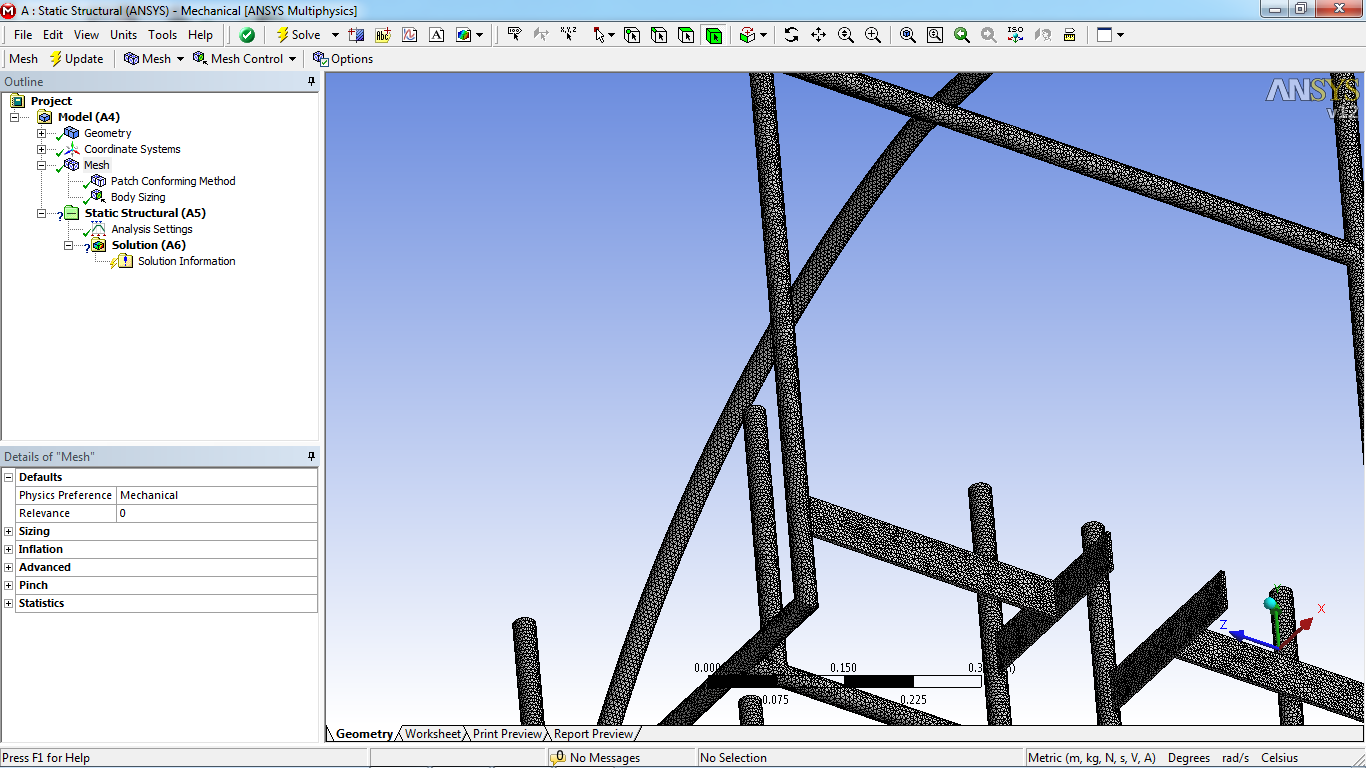 A : Static Structural (ANSYS) - Mechanical [ANSYS Multiphysics]
File Edit View Units Tools Help Solve
Mesh Update Mesh Mesh Control Options
Outline
Project
Model (A4)
Geometry
Coordinate Systems
Mesh
Patch Conforming Method
Body Sizing
Static Structural (A5)
Analysis Settings
Solution (A6)
Solution Information
Details of "Mesh"
Defaults
Physics Preference Mechanical
Relevance 0
Sizing
Inflation
Advanced
Pinch
Statistics
ANSYS
v12
X
Z
0.000 0.150
0.075 0.225
Geometry Worksheet Print Preview Report Preview
Press F1 for Help 0 No Messages No Selection Metric (m, kg, N, s, V, A) Degrees rad/s Celsius